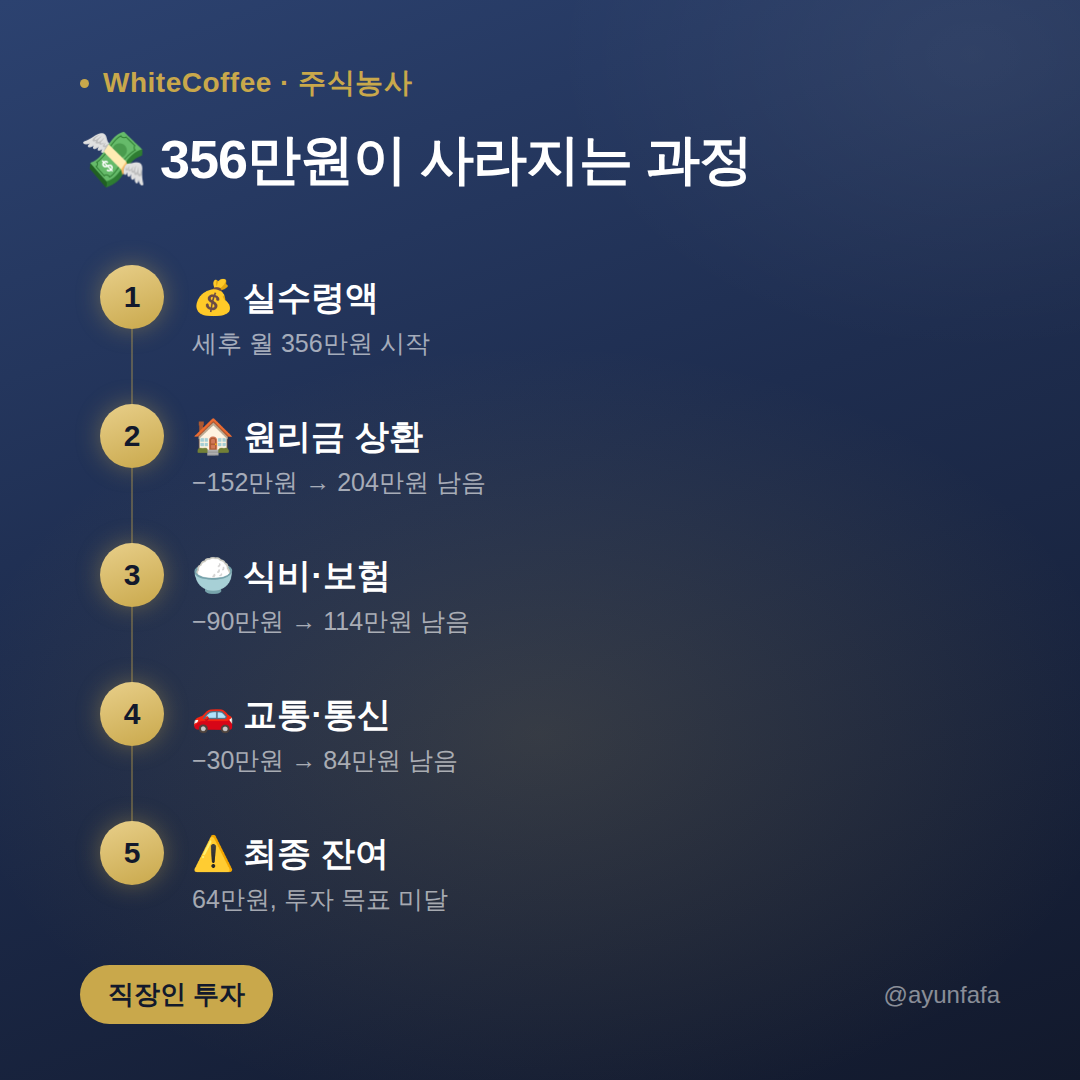 • WhiteCoffee · 주식농사
💸 356만원이 사라지는 과정
1
💰 실수령액
세후 월 356만원 시작
2
🏠 원리금 상환
−152만원 → 204만원 남음
3
🍚 식비·보험
−90만원 → 114만원 남음
4
🚗 교통·통신
−30만원 → 84만원 남음
5
⚠️ 최종 잔여
64만원, 투자 목표 미달
직장인 투자
@ayunfafa